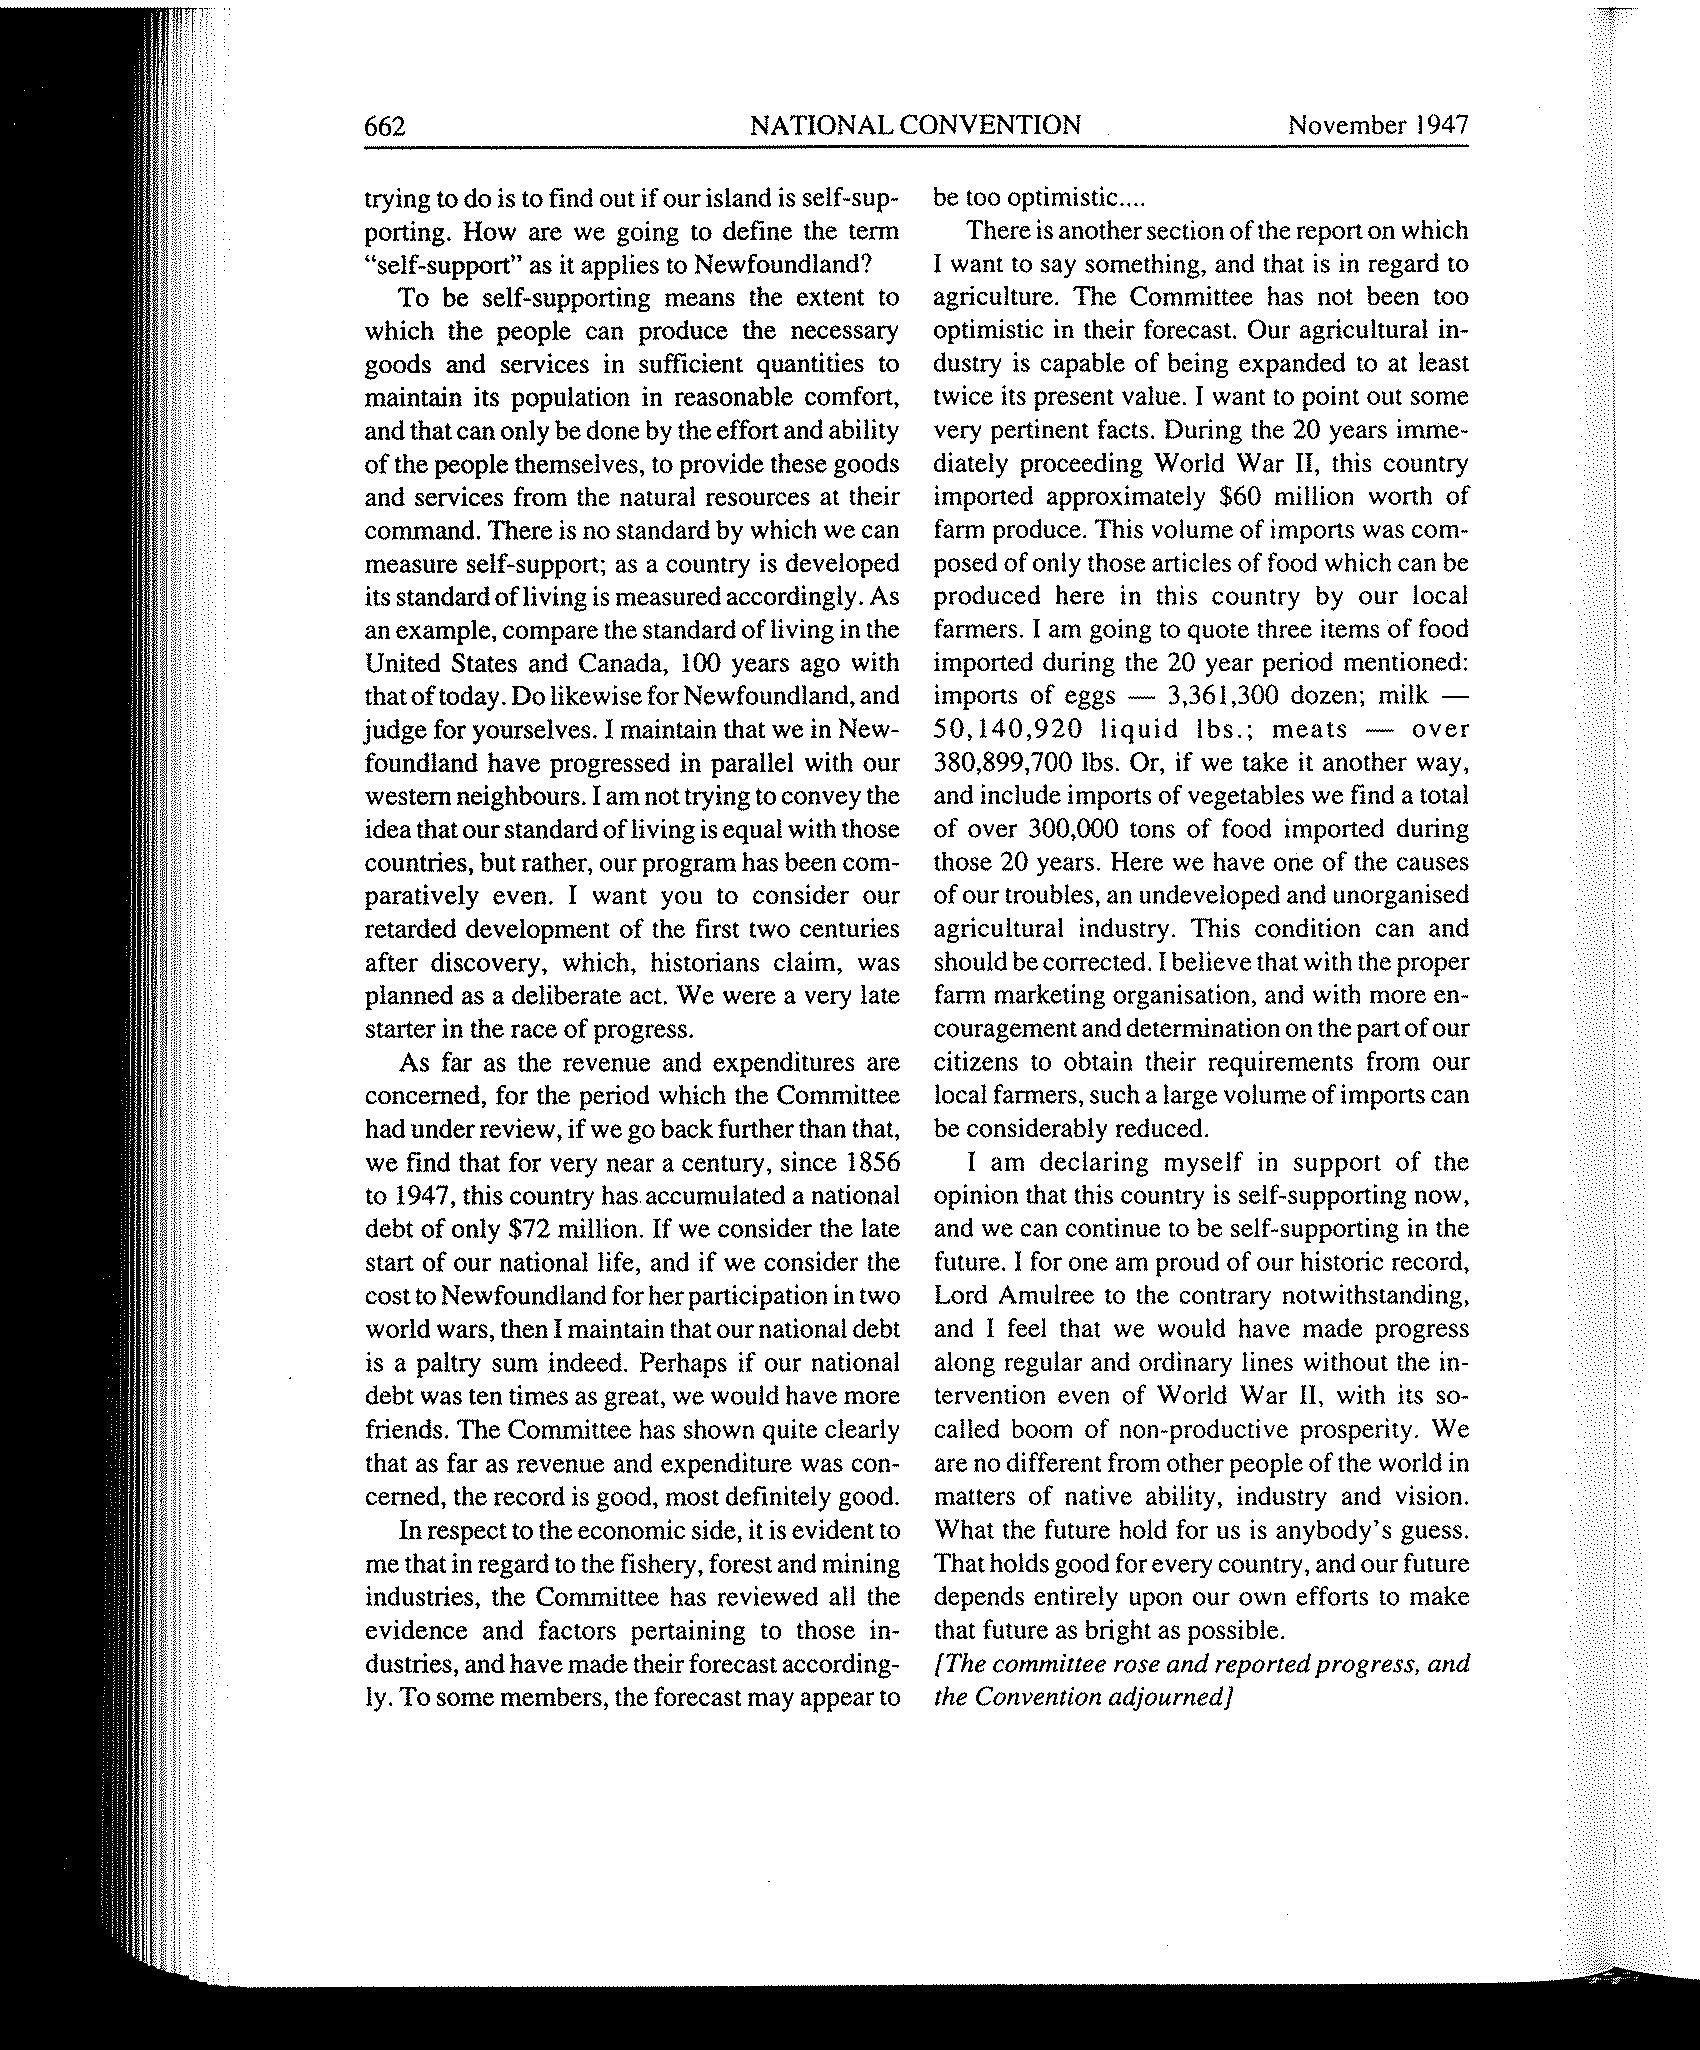 662 NATIONAL CONVENTION November 1947
trying to do is to find out if our island is self-sup-
porting. How are we going to define the term
"self-support" as it applies to Newfoundland?
To be self-supporting means the extent to
which the people can produce the necessary
goods and services in sufficient quantities to
maintain its population in reasonable comfort,
and that can only be done by the effort and ability
of the people themselves, to provide these goods
and services from the natural resources at their
command. There is no standard by which we can
measure self-support; as a country is developed
its standard of living is measured accordingly. As
an example, compare the standard of living in the
United States and Canada, 100 years ago with
that of today. Do likewise for Newfoundland, and
judge for yourselves. I maintain that we in New-
foundland have progressed in parallel with our
western neighbours. I am not trying to convey the
idea that our standard of living is equal with those
countries, but rather, our program has been com-
paratively even. I want you to consider our
retarded development of the first two centuries
after discovery, which, historians claim, was
planned as a deliberate act. We were a very late
starter in the race of progress.
As far as the revenue and expenditures are
concerned, for the period which the Committee
had under review, if we go back further than that,
we find that for very near a century, since 1856
to 1947, this country has accumulated a national
debt of only $72 million. If we consider the late
start of our national life, and if we consider the
cost to Newfoundland for her participation in two
world wars, then I maintain that our national debt
is a paltry sum indeed. Perhaps if our national
debt was ten times as great, we would have more
friends. The Committee has shown quite clearly
that as far as revenue and expenditure was con-
cerned, the record is good, most definitely good.
In respect to the economic side, it is evident to
me that in regard to the fishery, forest and mining
industries, the Committee has reviewed all the
evidence and factors pertaining to those in-
dustries, and have made their forecast according-
ly. To some members, the forecast may appear to
be too optimistic....
There is another section of the report on which
I want to say something, and that is in regard to
agriculture. The Committee has not been too
optimistic in their forecast. Our agricultural in-
dustry is capable of being expanded to at least
twice its present value. I want to point out some
very pertinent facts. During the 20 years imme-
diately proceeding World War II, this country
imported approximately $60 million worth of
farm produce. This volume of imports was com-
posed of only those articles of food which can be
produced here in this country by our local
farmers. I am going to quote three items of food
imported during the 20 year period mentioned:
imports of eggs — 3,361,300 dozen; milk —
50,140,920 liquid lbs.; meats — over
380,899,700 lbs. Or, if we take it another way,
and include imports of vegetables we find a total
of over 300,000 tons of food imported during
those 20 years. Here we have one of the causes
of our troubles, an undeveloped and unorganised
agricultural industry. This condition can and
should be corrected. I believe that with the proper
farm marketing organisation, and with more en-
couragement and determination on the part of our
citizens to obtain their requirements from our
local farmers, such a large volume of imports can
be considerably reduced.
I am declaring myself in support of the
opinion that this country is self-supporting now,
and we can continue to be self-supporting in the
future. I for one am proud of our historic record,
Lord Amulree to the contrary notwithstanding,
and I feel that we would have made progress
along regular and ordinary lines without the in-
tervention even of World War II, with its so-
called boom of non-productive prosperity. We
are no different from other people of the world in
matters of native ability, industry and vision.
What the future hold for us is anybody's guess.
That holds good for every country, and our future
depends entirely upon our own efforts to make
that future as bright as possible.
[The committee rose and reported progress, and
the Convention adjourned]